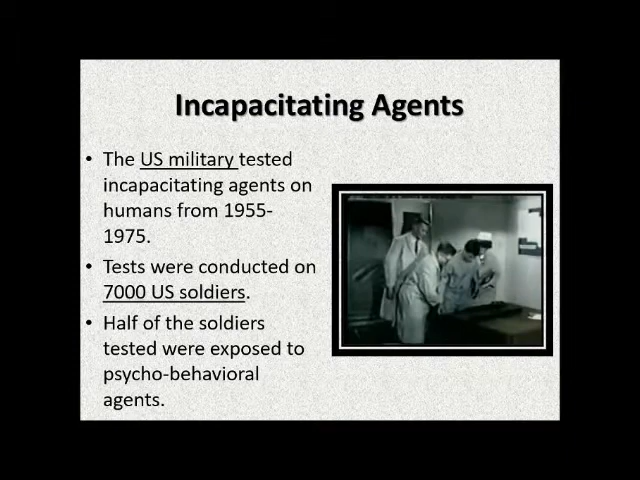 Incapacitating Agents
• The US military tested
incapacitating agents on
humans from 1955-
1975.
• Tests were conducted on
7000 US soldiers.
• Half of the soldiers
tested were exposed to
psycho-behavioral
agents.